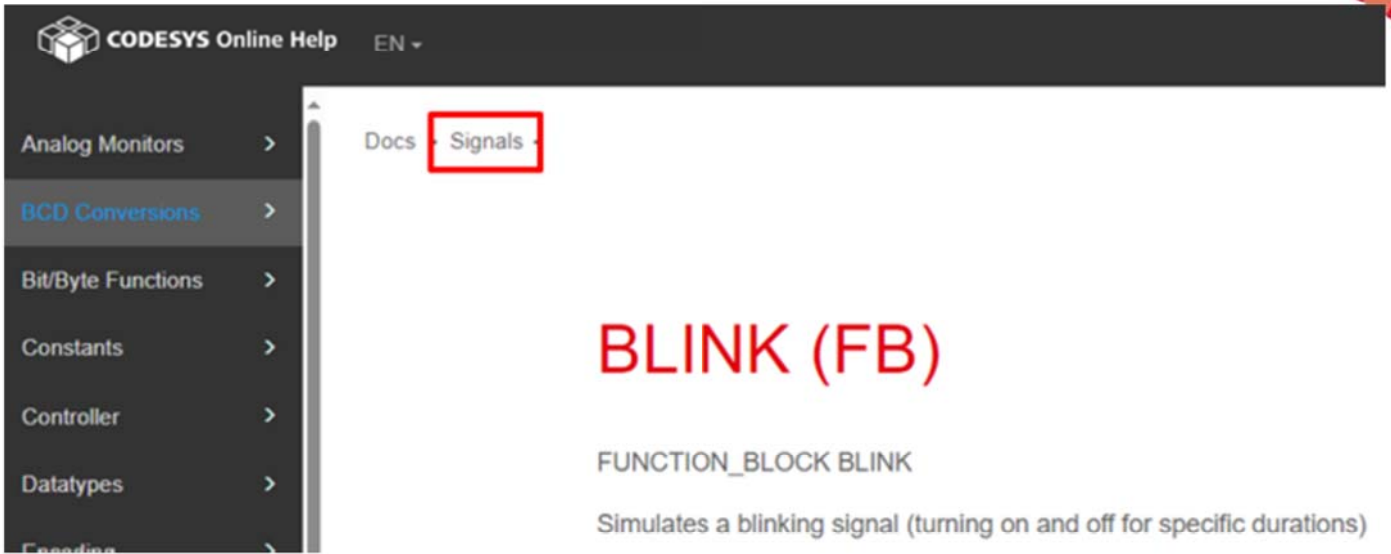 CODESYS Online Help EN
Docs · Signals ·
Analog Monitors
BCD Conversions
Bit/Byte Functions
Constants
Controller
Datatypes
Encoding
BLINK (FB)
FUNCTION_BLOCK BLINK
Simulates a blinking signal (turning on and off for specific durations)